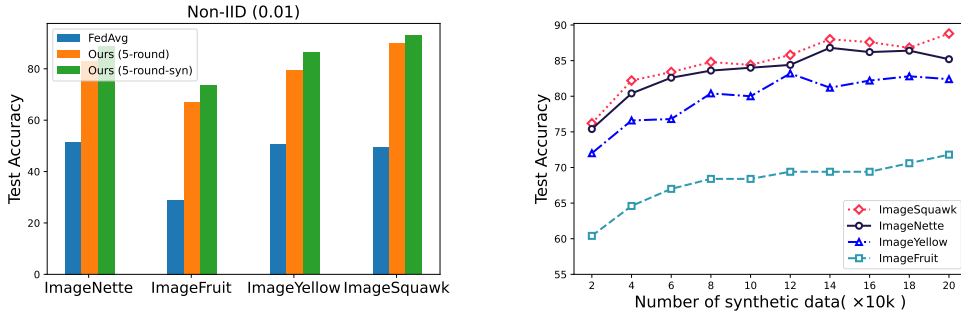 Non-IID (0.01)
FedAvg
Ours (5-round)
Ours (5-round-syn)
Test Accuracy
80
60
40
20
0
ImageNette ImageFruit ImageYellow ImageSquawk
90
85
80
75
70
65
60
55
Test Accuracy
ImageSquawk
ImageNette
ImageYellow
ImageFruit
2 4 6 8 10 12 14 16 18 20
Number of synthetic data( ×10k )